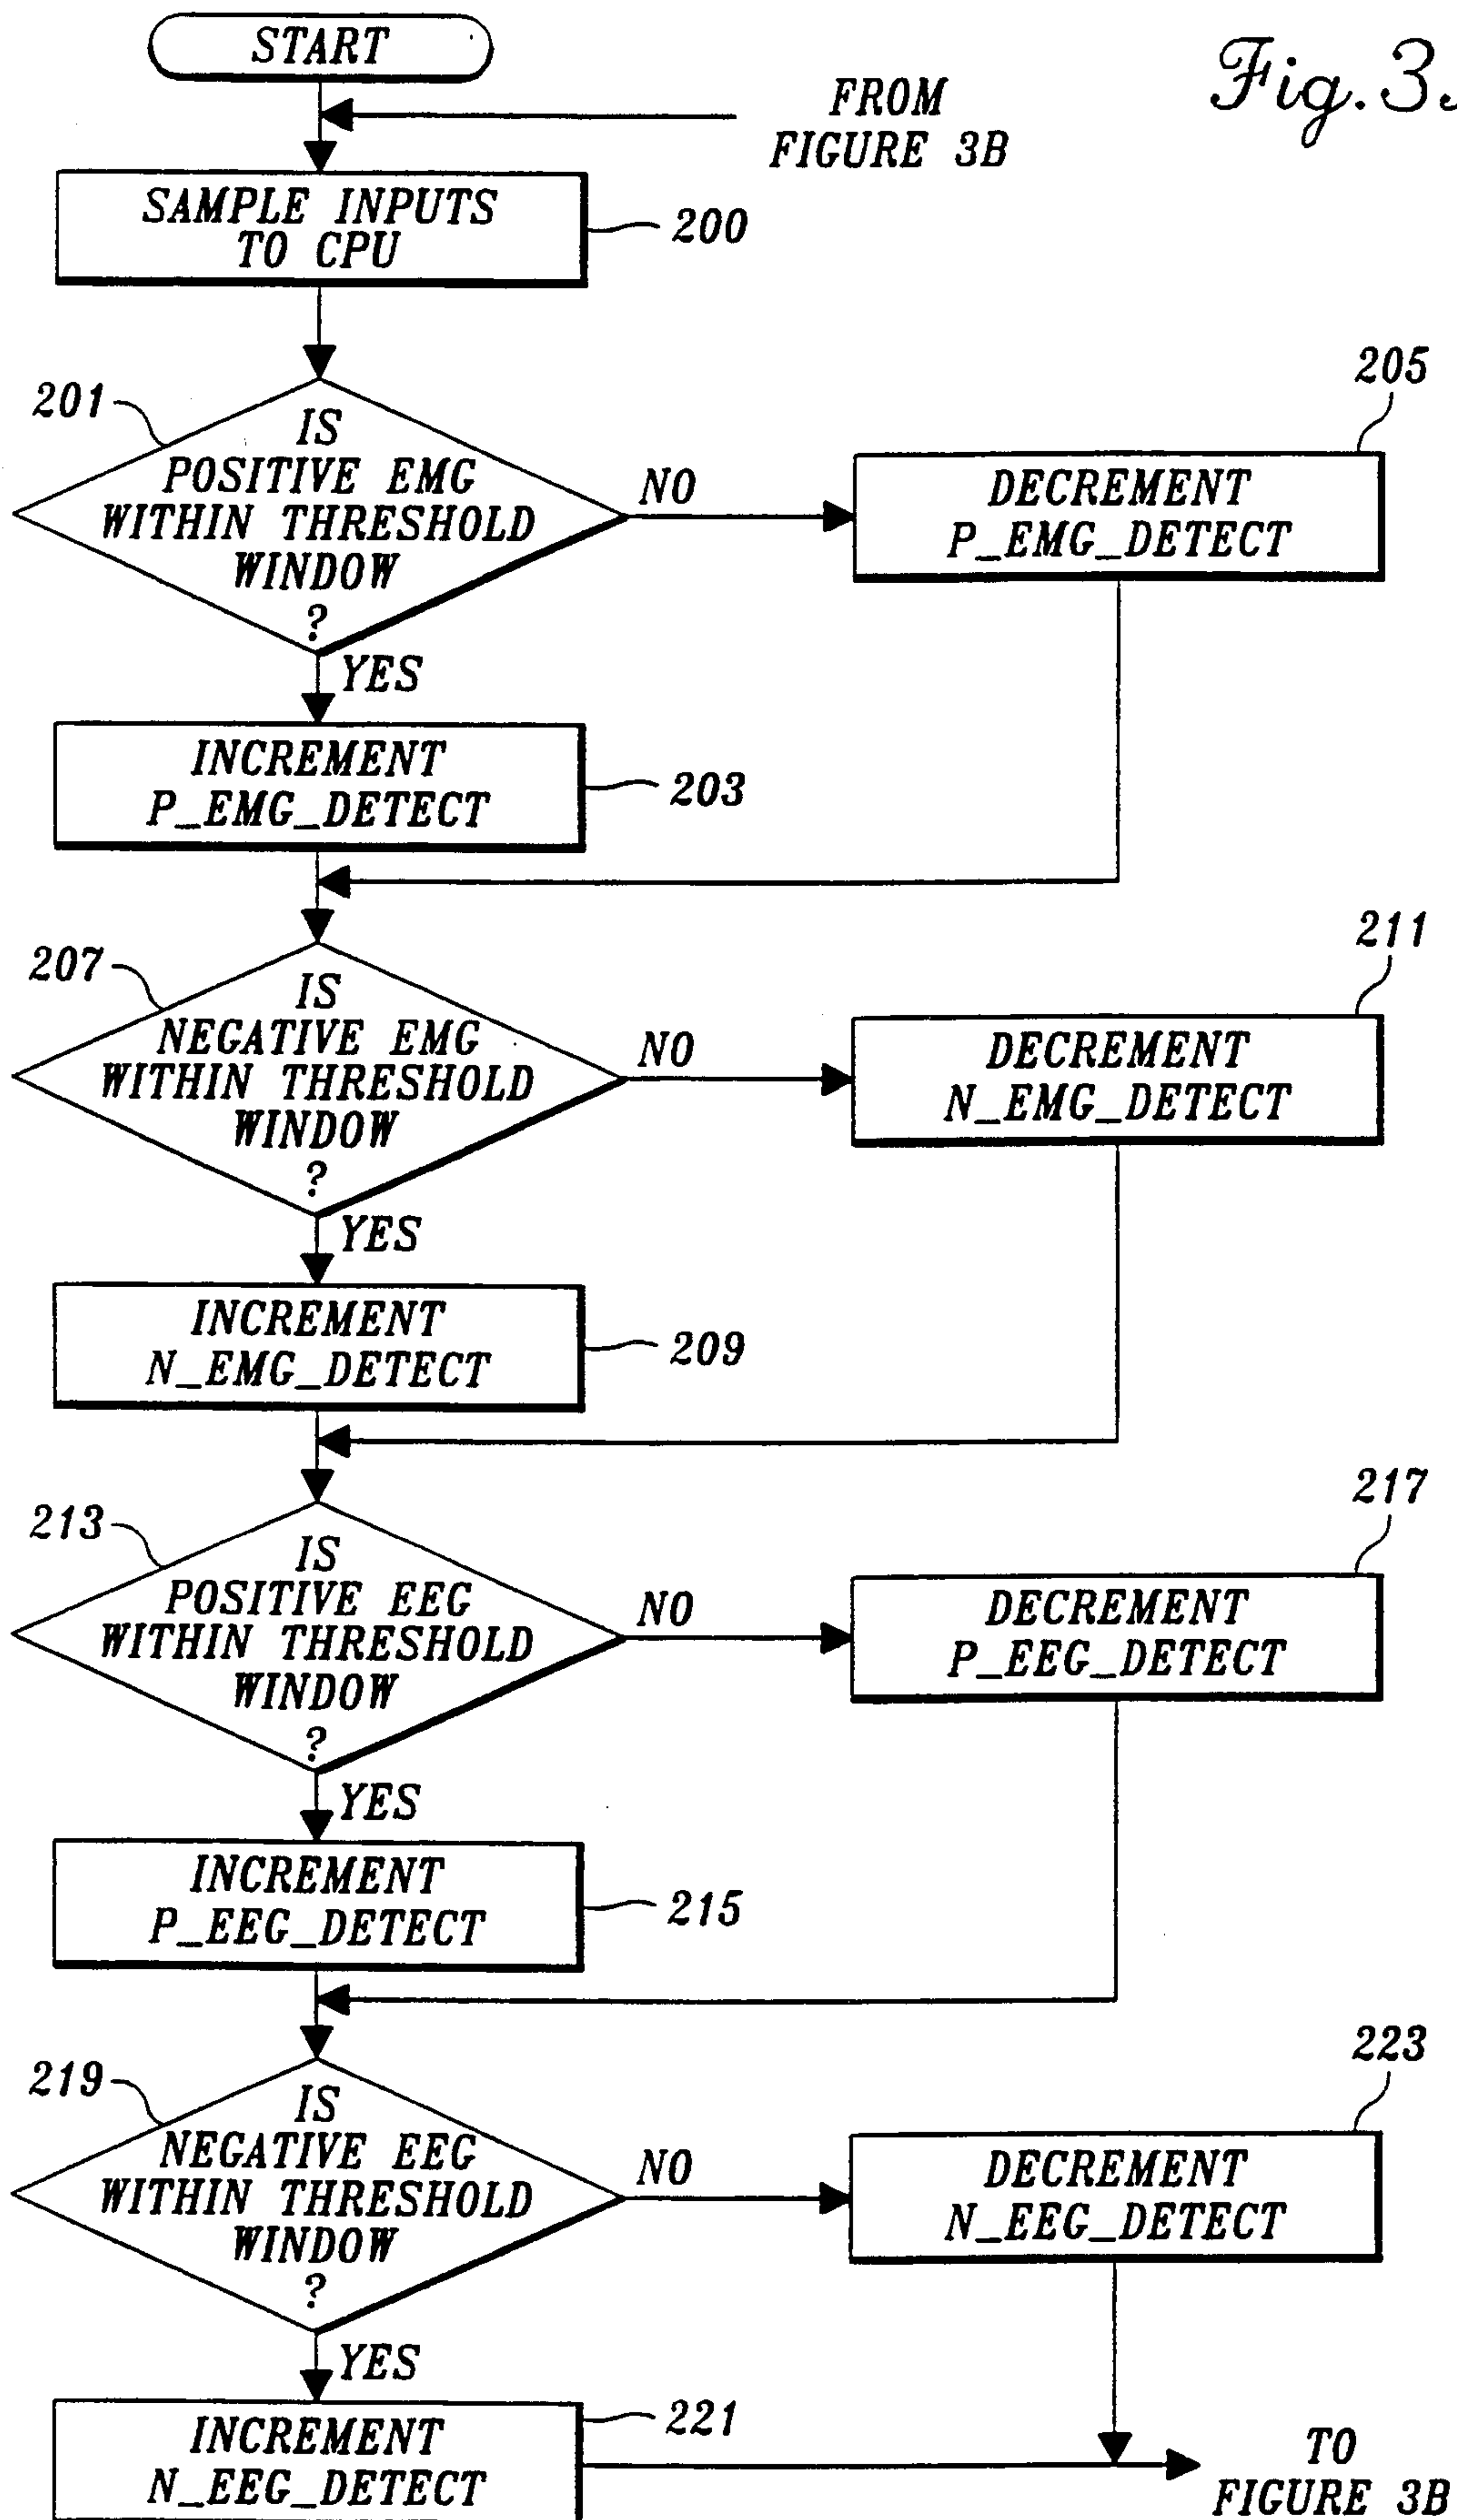 START
Fig. 3
FROM
FIGURE 3B
SAMPLE INPUTS
TO CPU
200
201
IS
POSITIVE EMG
WITHIN THRESHOLD
WINDOW
?
NO
205
DECREMENT
P_EMG_DETECT
YES
INCREMENT
P_EMG_DETECT
203
207
IS
NEGATIVE EMG
WITHIN THRESHOLD
WINDOW
?
NO
211
DECREMENT
N_EMG_DETECT
YES
INCREMENT
N_EMG_DETECT
209
213
IS
POSITIVE EEG
WITHIN THRESHOLD
WINDOW
?
NO
217
DECREMENT
P_EEG_DETECT
YES
INCREMENT
P_EEG_DETECT
215
219
IS
NEGATIVE EEG
WITHIN THRESHOLD
WINDOW
?
NO
223
DECREMENT
N_EEG_DETECT
YES
INCREMENT
N_EEG_DETECT
221
TO
FIGURE 3B